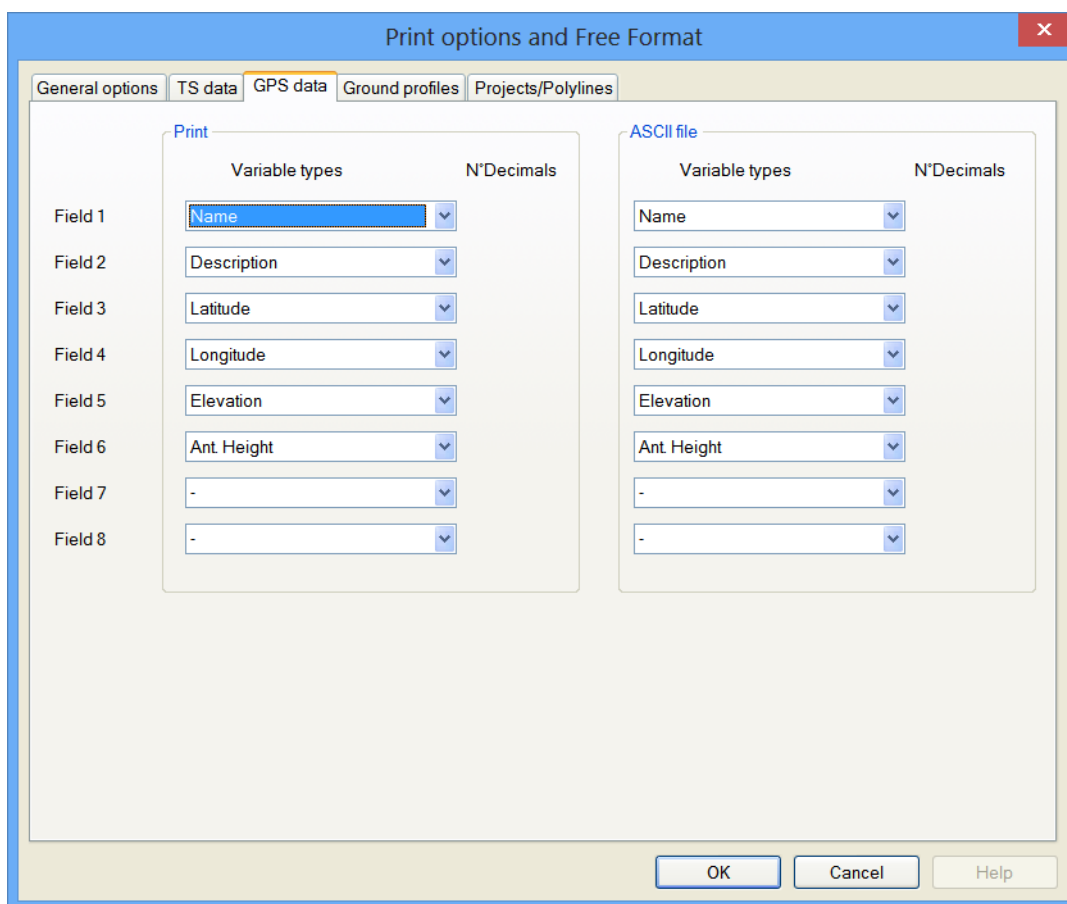 Print options and Free Format
General options TS data GPS data Ground profiles Projects/Polylines
Print ASCII file
Variable types N°Decimals Variable types N°Decimals
Field 1 Name Name
Field 2 Description Description
Field 3 Latitude Latitude
Field 4 Longitude Longitude
Field 5 Elevation Elevation
Field 6 Ant. Height Ant. Height
Field 7 - -
Field 8 - -
OK Cancel Help